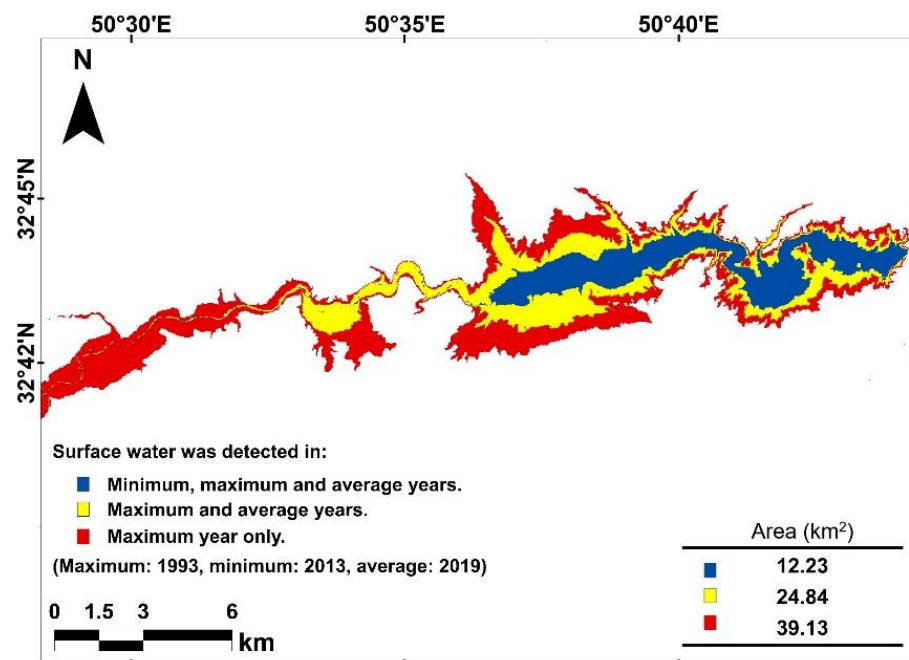 50°30'E 50°35'E 50°40'E
N
32°45'N
32°42'N
Surface water was detected in:
Minimum, maximum and average years.
Maximum and average years.
Maximum year only.
(Maximum: 1993, minimum: 2013, average: 2019)
0 1.5 3 6
km
Area (km²)
12.23
24.84
39.13